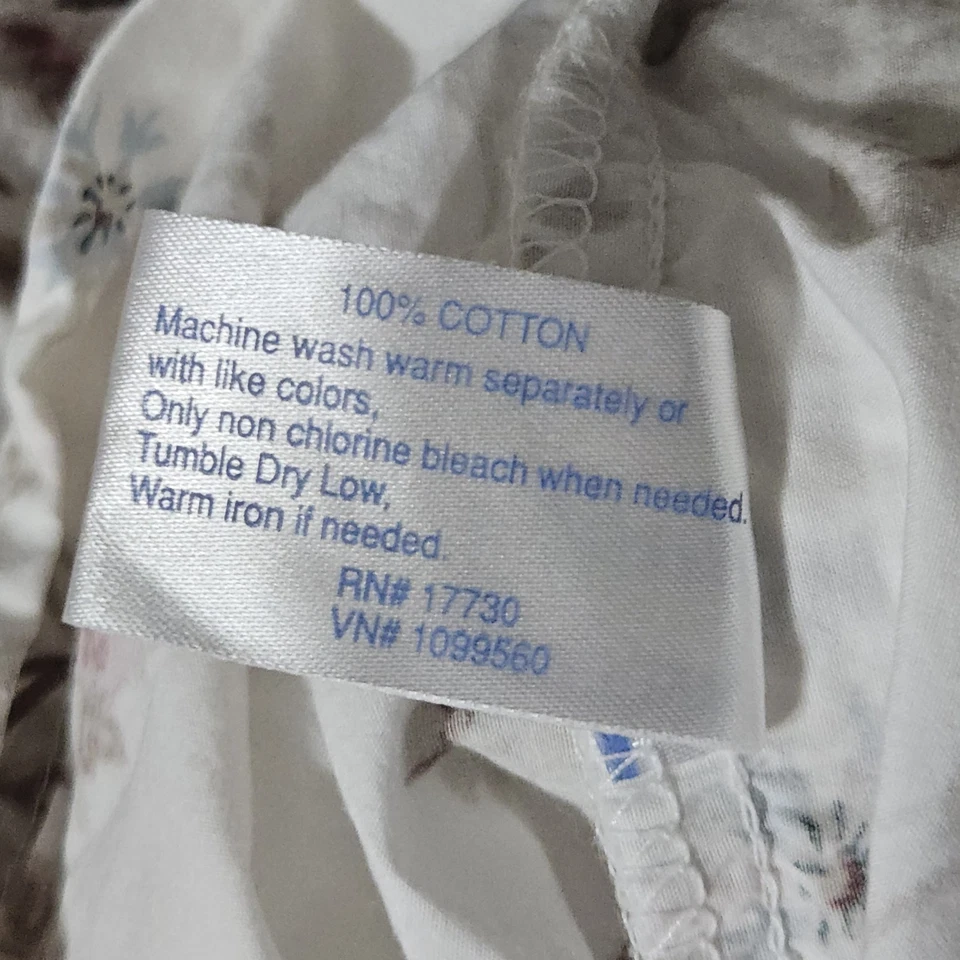 100% COTTON
Machine wash warm separately or
with like colors,
Only non chlorine bleach when needed.
Tumble Dry Low,
Warm iron if needed.
RN# 17730
VN# 1099560